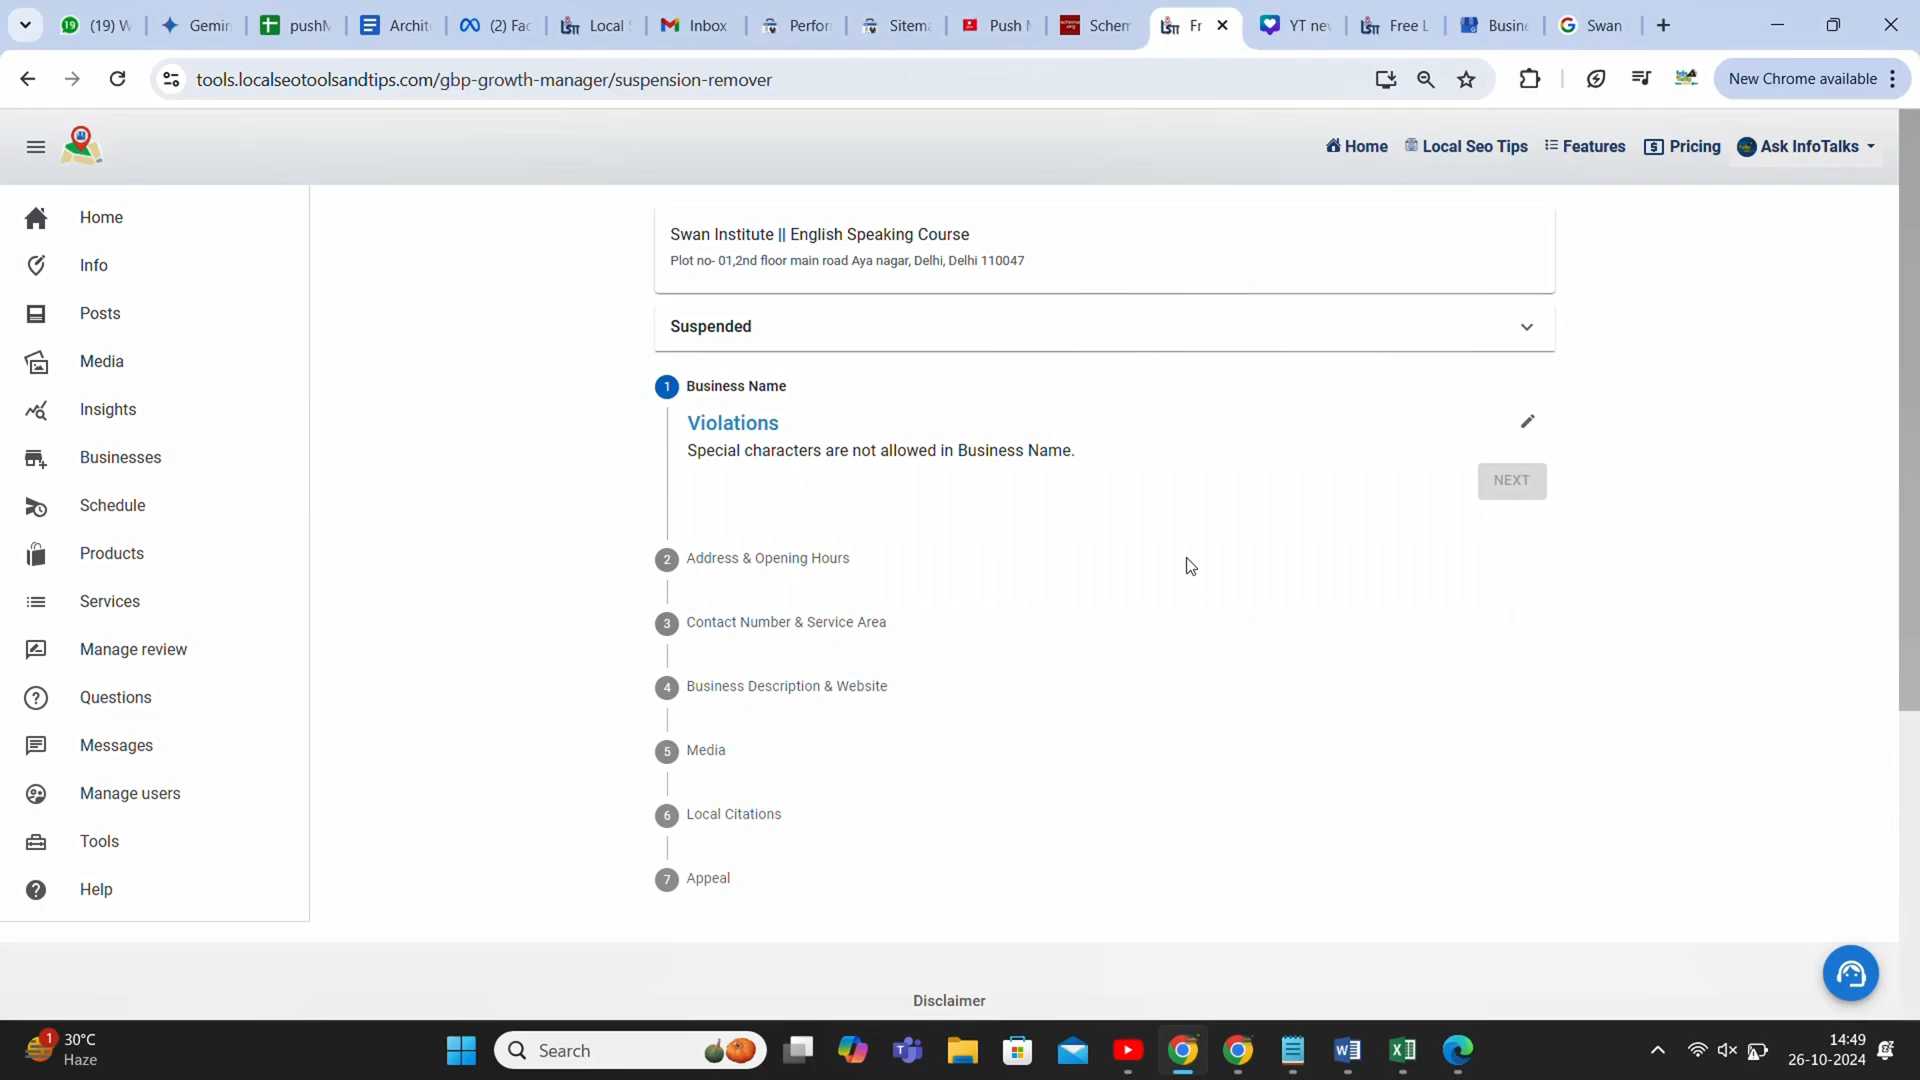 (19) W
Gemin
pushM
Archit
(2) Fac
Local S
Inbox
Perfor
Sitema
Push N
Schem
Fr
YT nev
Free L
Busine
Swan
tools.localseotoolsandtips.com/gbp-growth-manager/suspension-remover
New Chrome available
Home
Local Seo Tips
Features
Pricing
Ask InfoTalks
Home
Info
Posts
Media
Insights
Businesses
Schedule
Products
Services
Manage review
Questions
Messages
Manage users
Tools
Help
Swan Institute || English Speaking Course
Plot no- 01,2nd floor main road Aya nagar, Delhi, Delhi 110047
Suspended
1 Business Name
Violations
Special characters are not allowed in Business Name.
NEXT
2 Address & Opening Hours
3 Contact Number & Service Area
4 Business Description & Website
5 Media
6 Local Citations
7 Appeal
Disclaimer
1
30°C
Haze
Search
14:49
26-10-2024